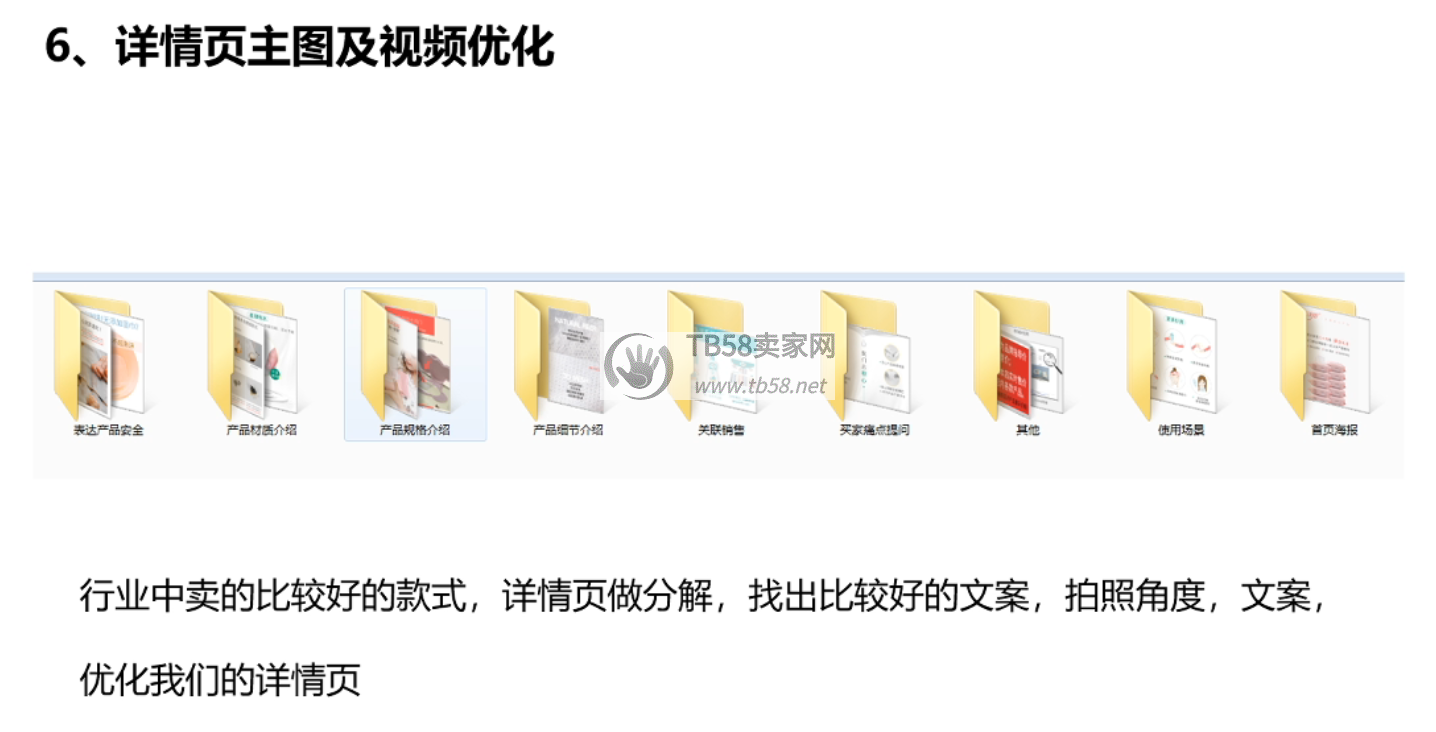 6、详情页主图及视频优化
TB58卖家网
www.tb58.net
表达产品安全
产品材质介绍
产品规格介绍
产品细节介绍
关联销售
买家痛点提问
其他
使用场景
首页海报
行业中卖的比较好的款式，详情页做分解，找出比较好的文案，拍照角度，文案，
优化我们的详情页